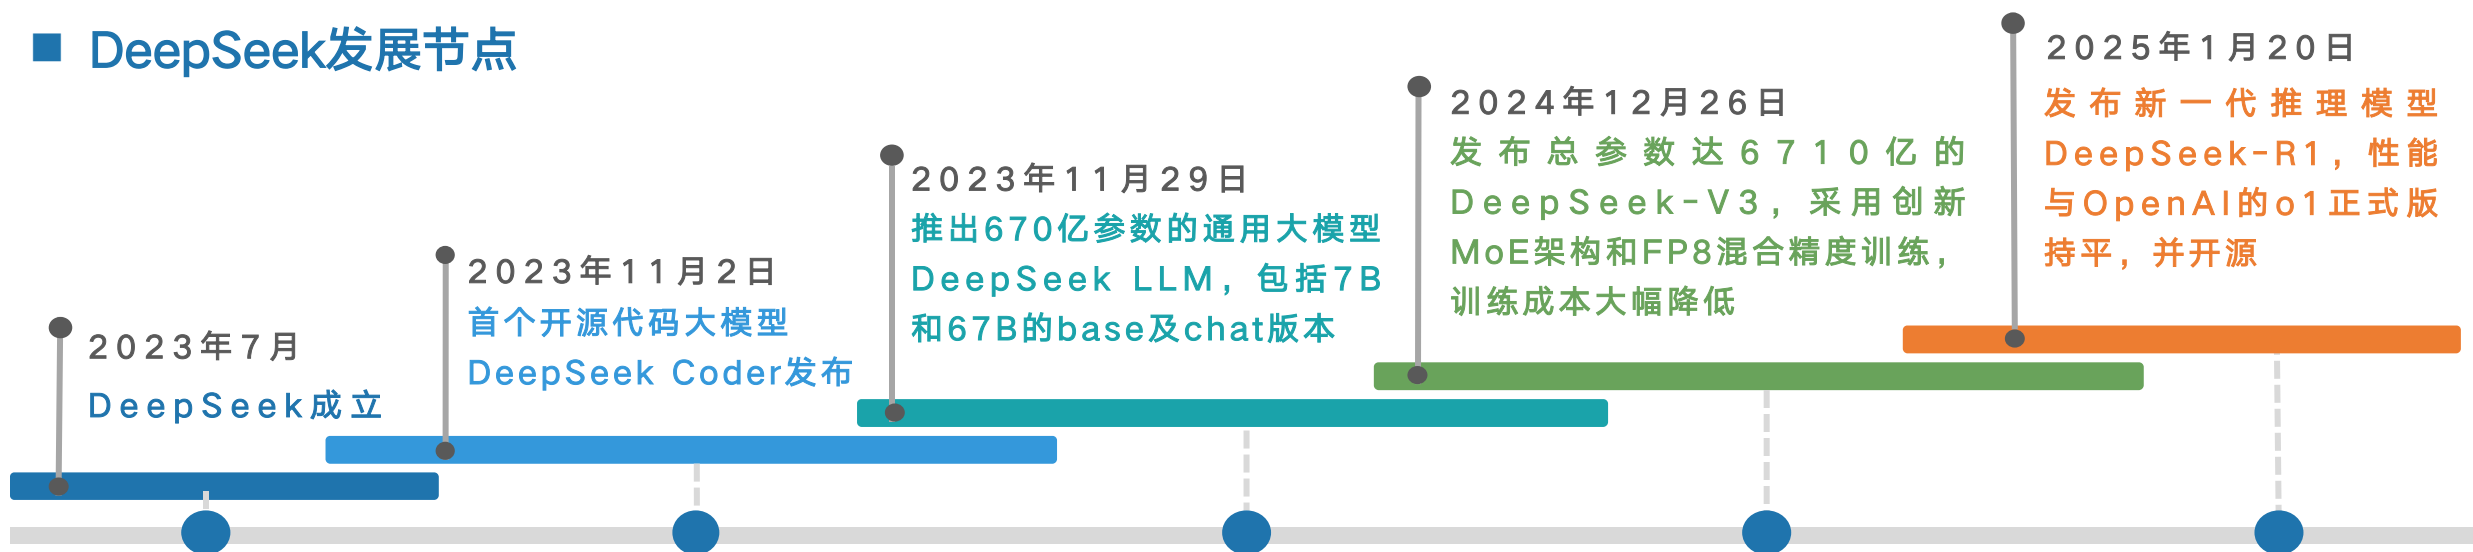 DeepSeek发展节点
2023年7月
DeepSeek成立
2023年11月2日
首个开源代码大模型
DeepSeek Coder发布
2023年11月29日
推出670亿参数的通用大模型
DeepSeek LLM，包括7B
和67B的base及chat版本
2024年12月26日
发布总参数达6710亿的
DeepSeek-V3，采用创新
MoE架构和FP8混合精度训练，
训练成本大幅降低
2025年1月20日
发布新一代推理模型
DeepSeek-R1，性能
与OpenAI的o1正式版
持平，并开源